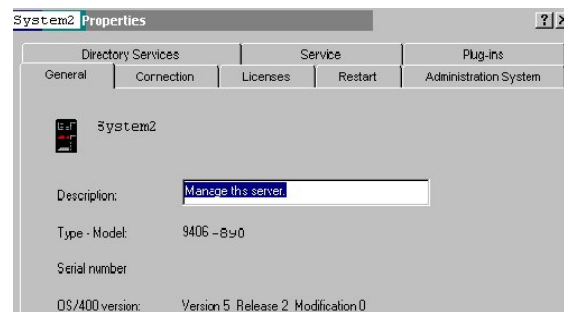 System2 Properties ? X
Directory Services Service Plug-ins
General Connection Licenses Restart Administration System
System2
Description: Manage ths server.
Type - Model: 9406-890
Serial number
OS/400 version: Version 5 Release 2 Modification 0